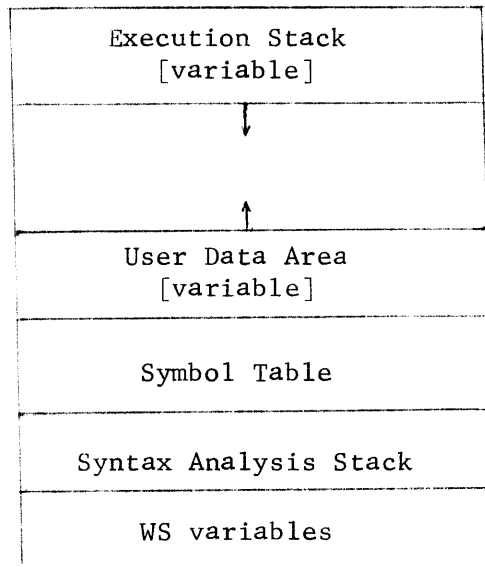 Execution Stack
[variable]
User Data Area
[variable]
Symbol Table
Syntax Analysis Stack
WS variables